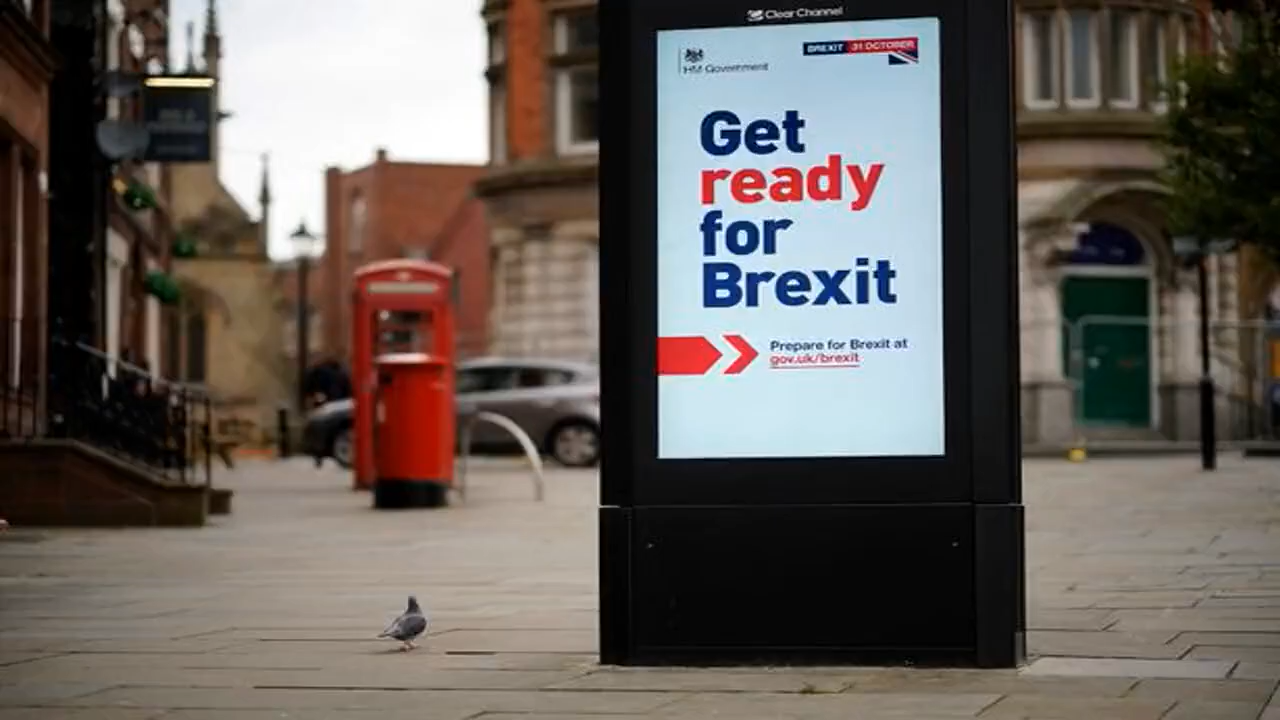 Clear Channel
HM Government
BREXIT 31 OCTOBER
Get
ready
for
Brexit
Prepare for Brexit at
gov.uk/brexit